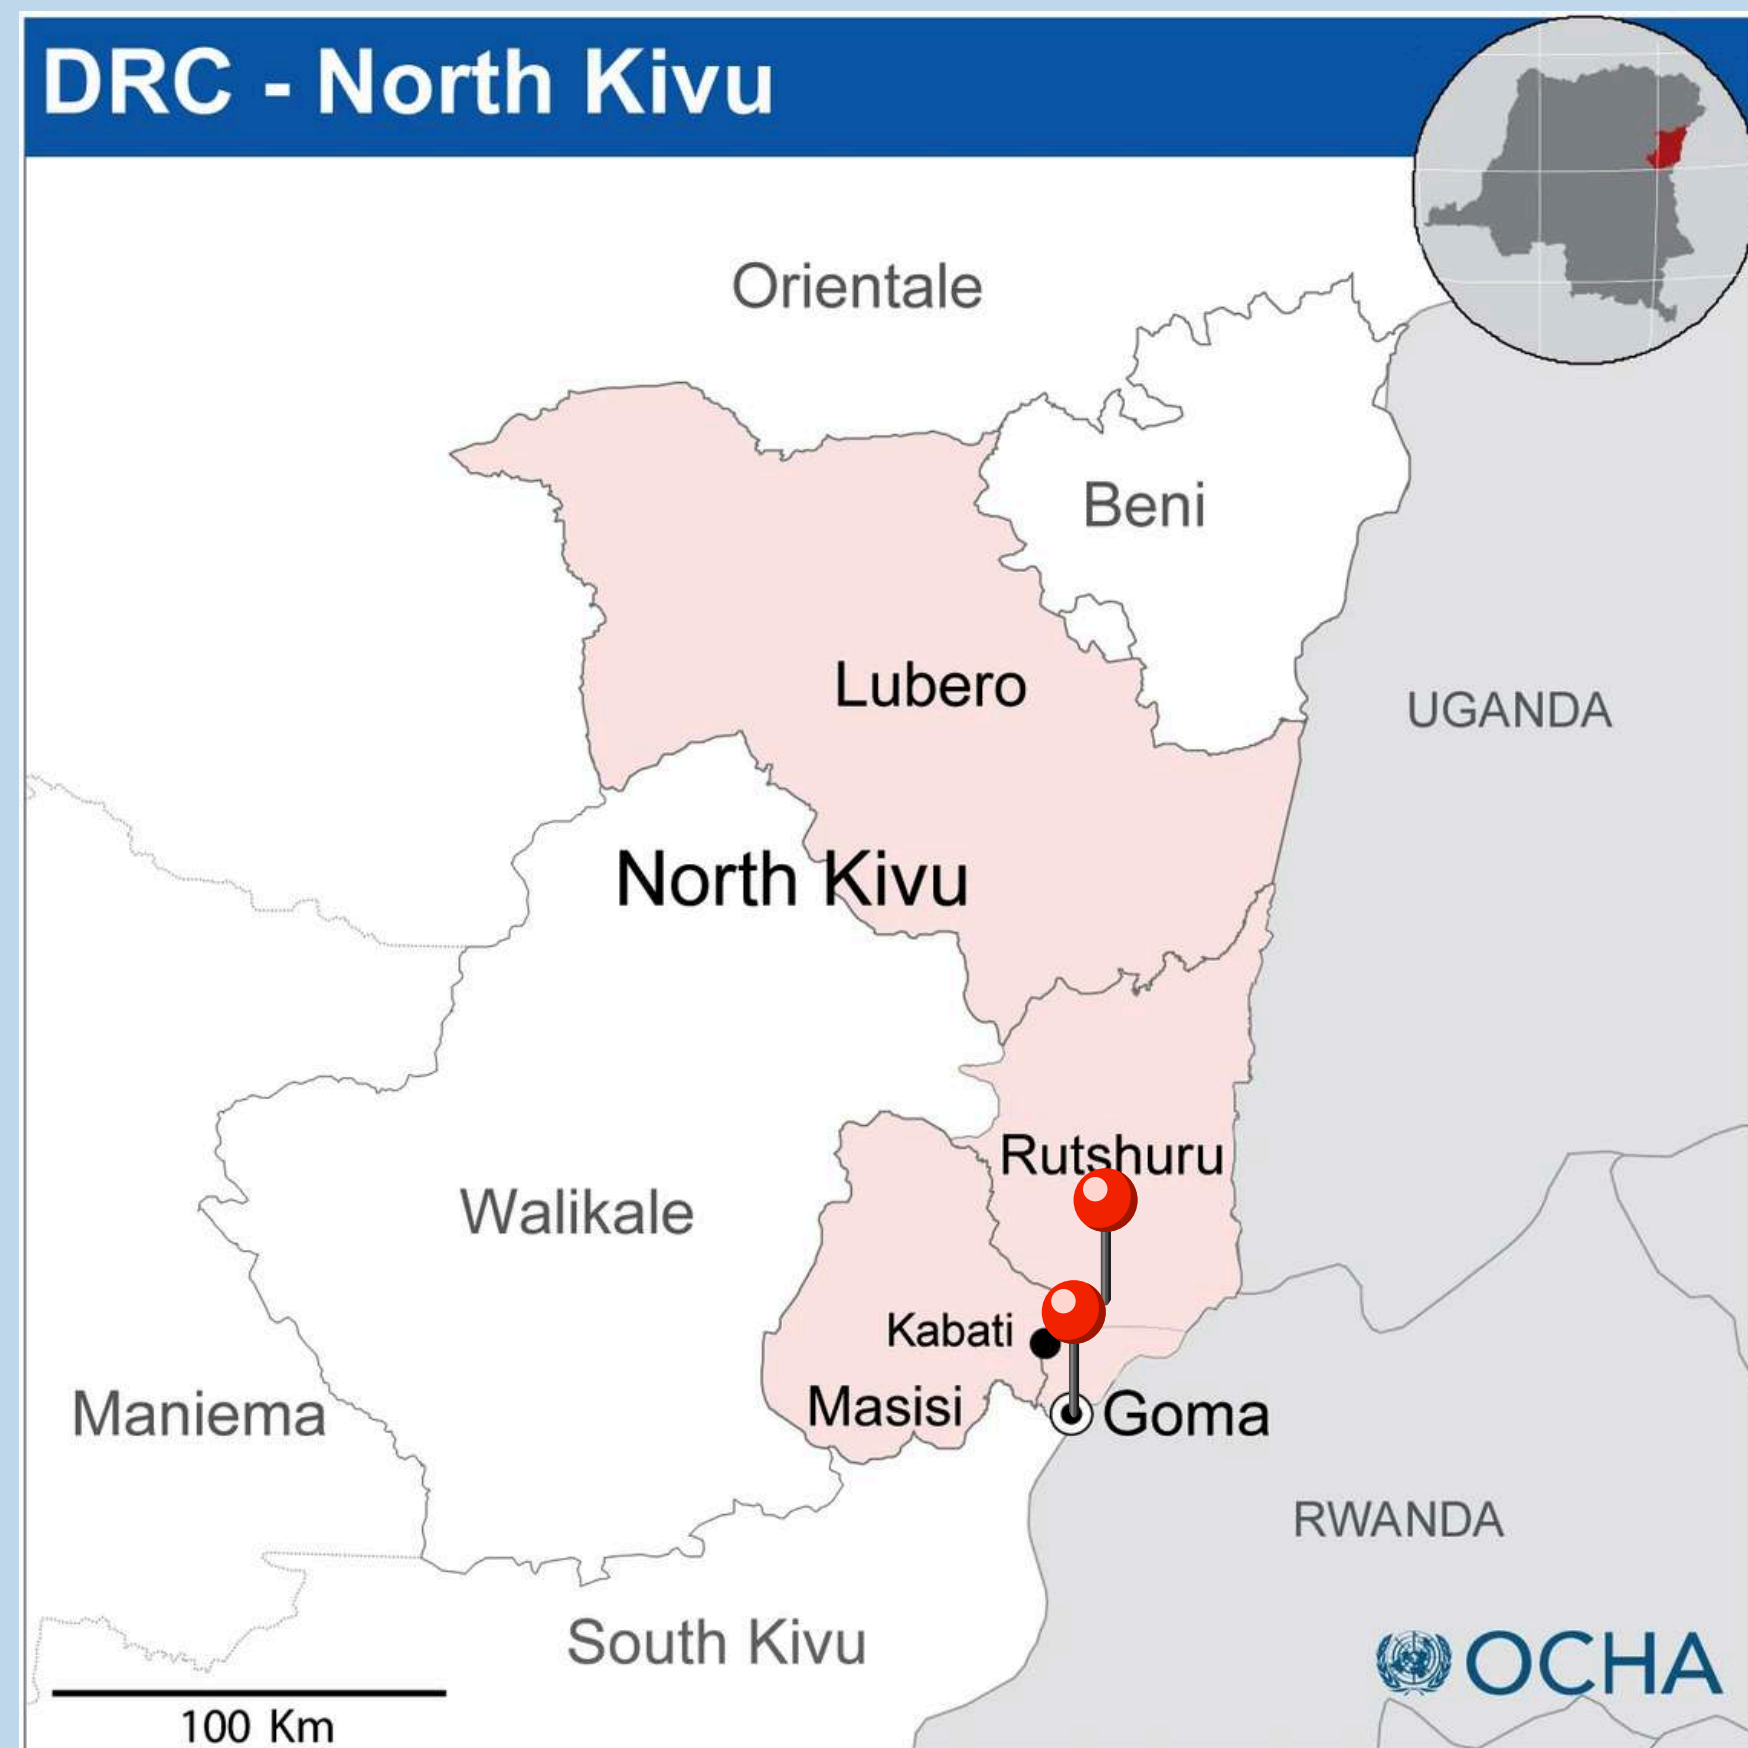 DRC - North Kivu
Orientale
Beni
Lubero
UGANDA
North Kivu
Rutshuru
Walikale
Kabati
Masisi
Maniema
Goma
RWANDA
South Kivu
OCHA
100 Km